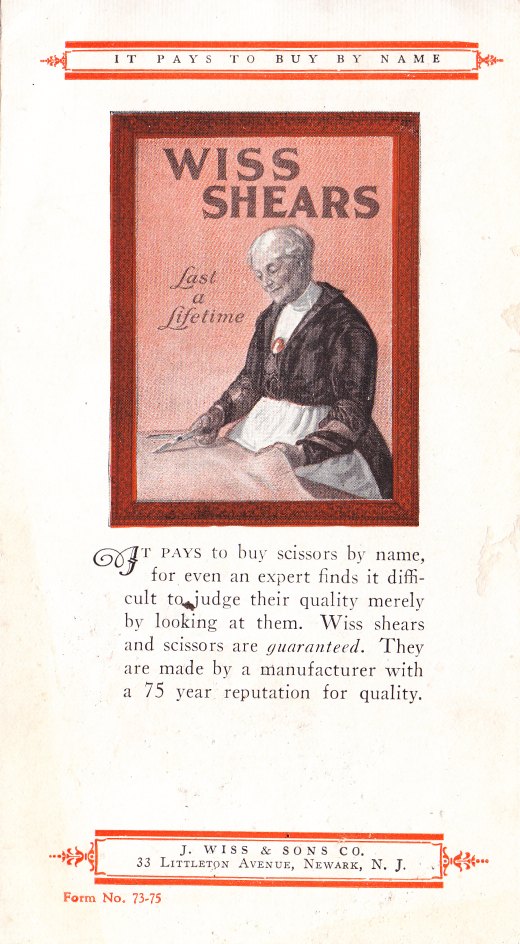 IT PAYS TO BUY BY NAME
WISS
SHEARS
Last
a
Lifetime
IT PAYS to buy scissors by name,
for even an expert finds it diffi-
cult to judge their quality merely
by looking at them. Wiss shears
and scissors are guaranteed. They
are made by a manufacturer with
a 75 year reputation for quality.
J. WISS & SONS CO.
33 LITTLETON AVENUE, NEWARK, N. J.
Form No. 73-75